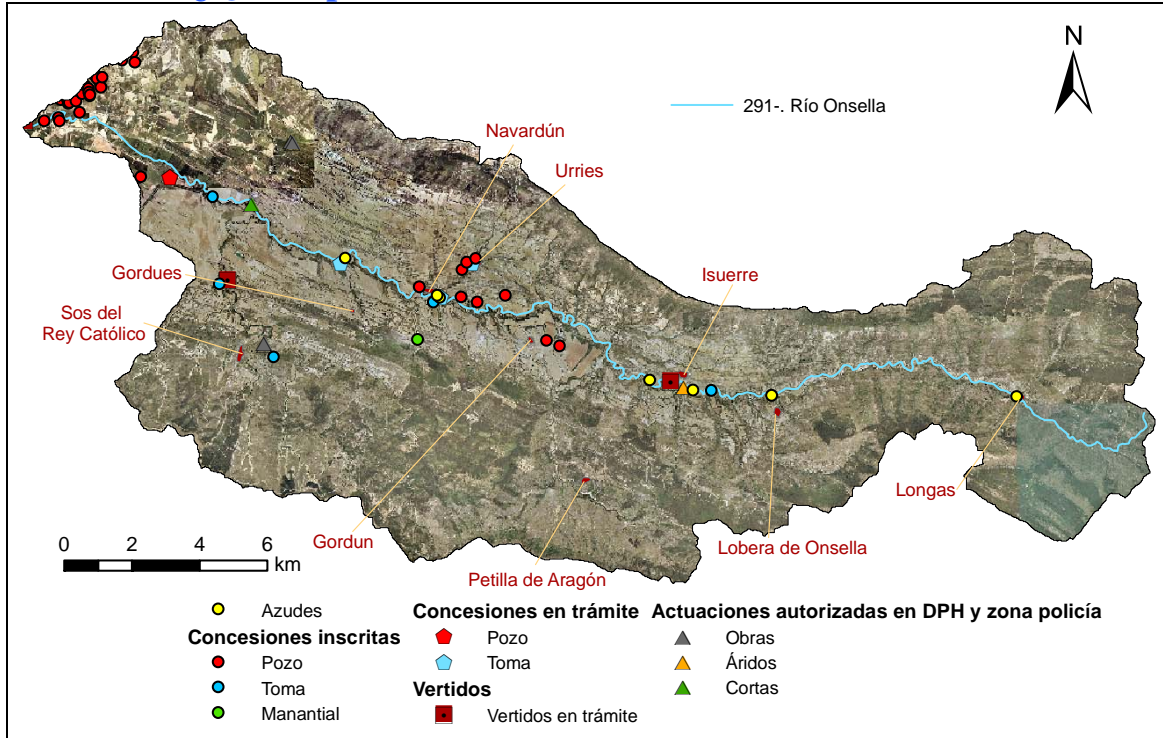 N
291-. Río Onsella
Navardún
Urries
Gordues
Isuerre
Sos del
Rey Católico
Longas
Gordun
Lobera de Onsella
Petilla de Aragón
0 2 4 6
km
Azudes
Concesiones inscritas
Pozo
Toma
Manantial
Concesiones en trámite
Pozo
Toma
Vertidos
Vertidos en trámite
Actuaciones autorizadas en DPH y zona policía
Obras
Áridos
Cortas